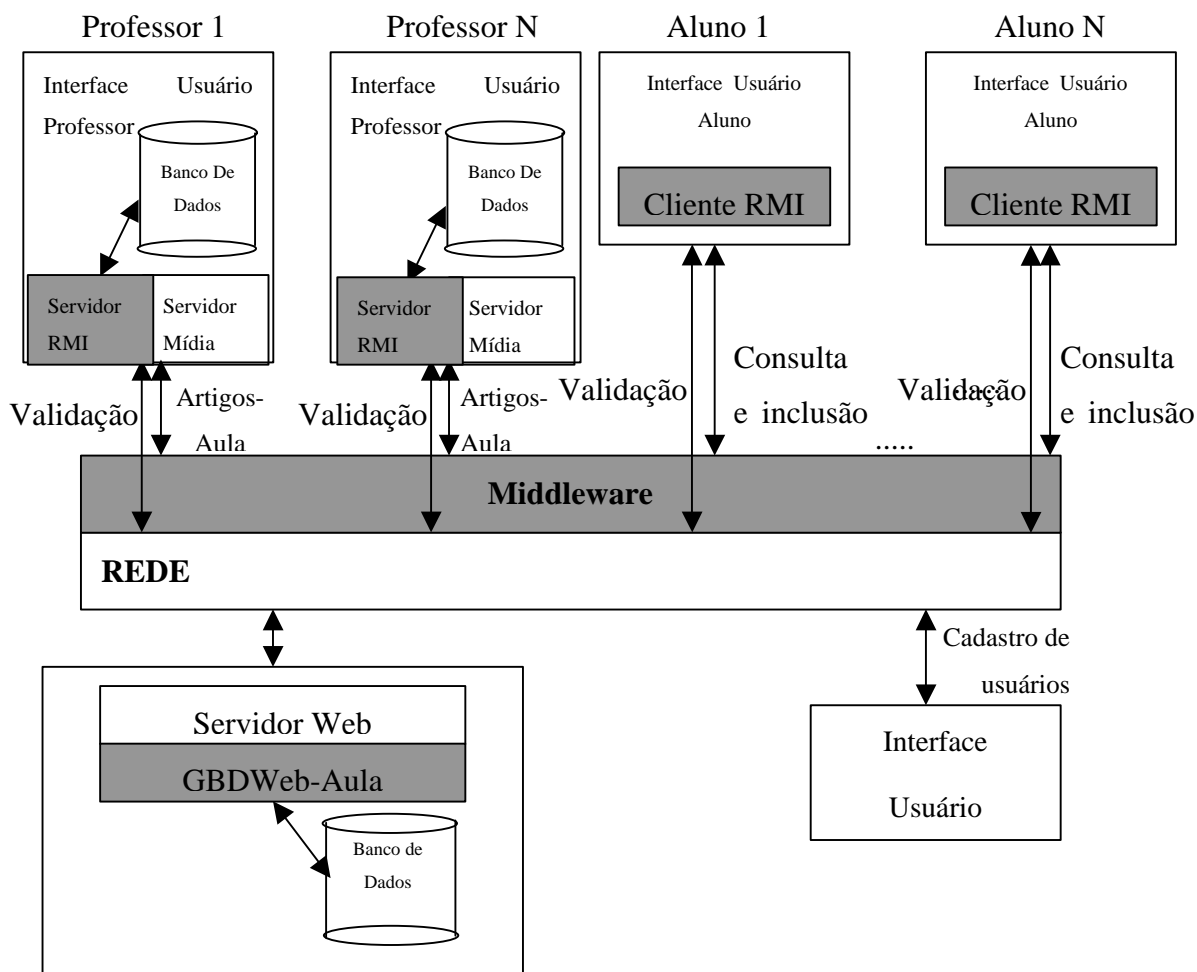 Professor 1
Professor N
Aluno 1
Aluno N
Interface Usuário
Professor
Banco De
Dados
Servidor
RMI
Servidor
Mídia
Interface Usuário
Professor
Banco De
Dados
Servidor
RMI
Servidor
Mídia
Interface Usuário
Aluno
Cliente RMI
Interface Usuário
Aluno
Cliente RMI
Validação
Artigos-
Aula
Validação
Artigos-
Aula
Validação
Consulta
e inclusão
.....
Validação
Consulta
e inclusão
Middleware
REDE
Cadastro de
usuários
Servidor Web
GBDWeb-Aula
Banco de
Dados
Interface
Usuário